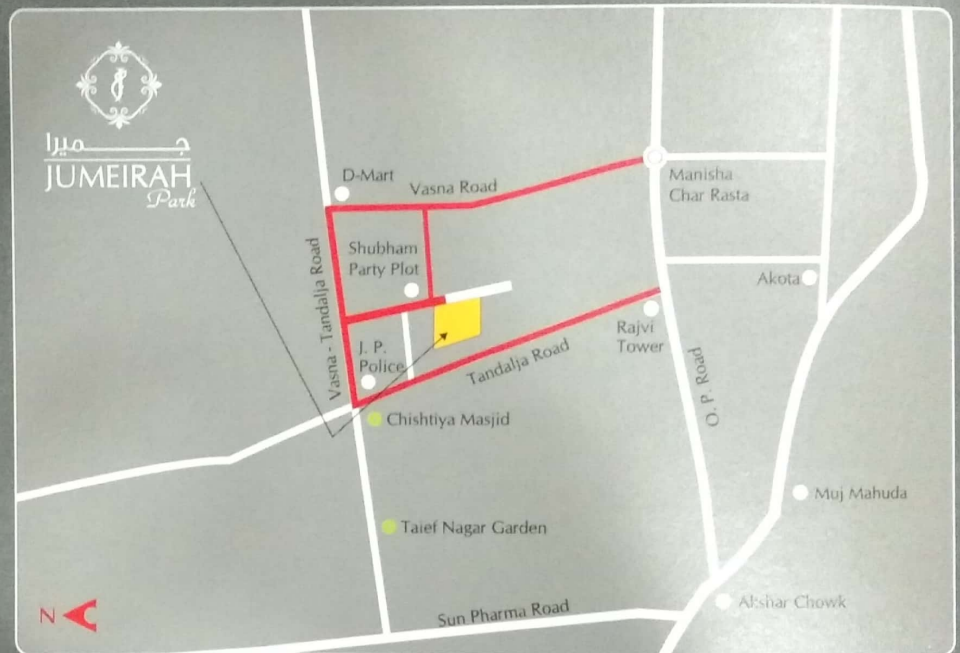 جميرا
JUMEIRAH
Park
D-Mart
Vasna Road
Manisha
Char Rasta
Shubham
Party Plot
Vasna - Tandalja Road
Akota
J. P.
Police
Rajvi
Tower
Tandalja Road
O. P. Road
Chishtiya Masjid
Muj Mahuda
Taief Nagar Garden
Akshar Chowk
Sun Pharma Road
N